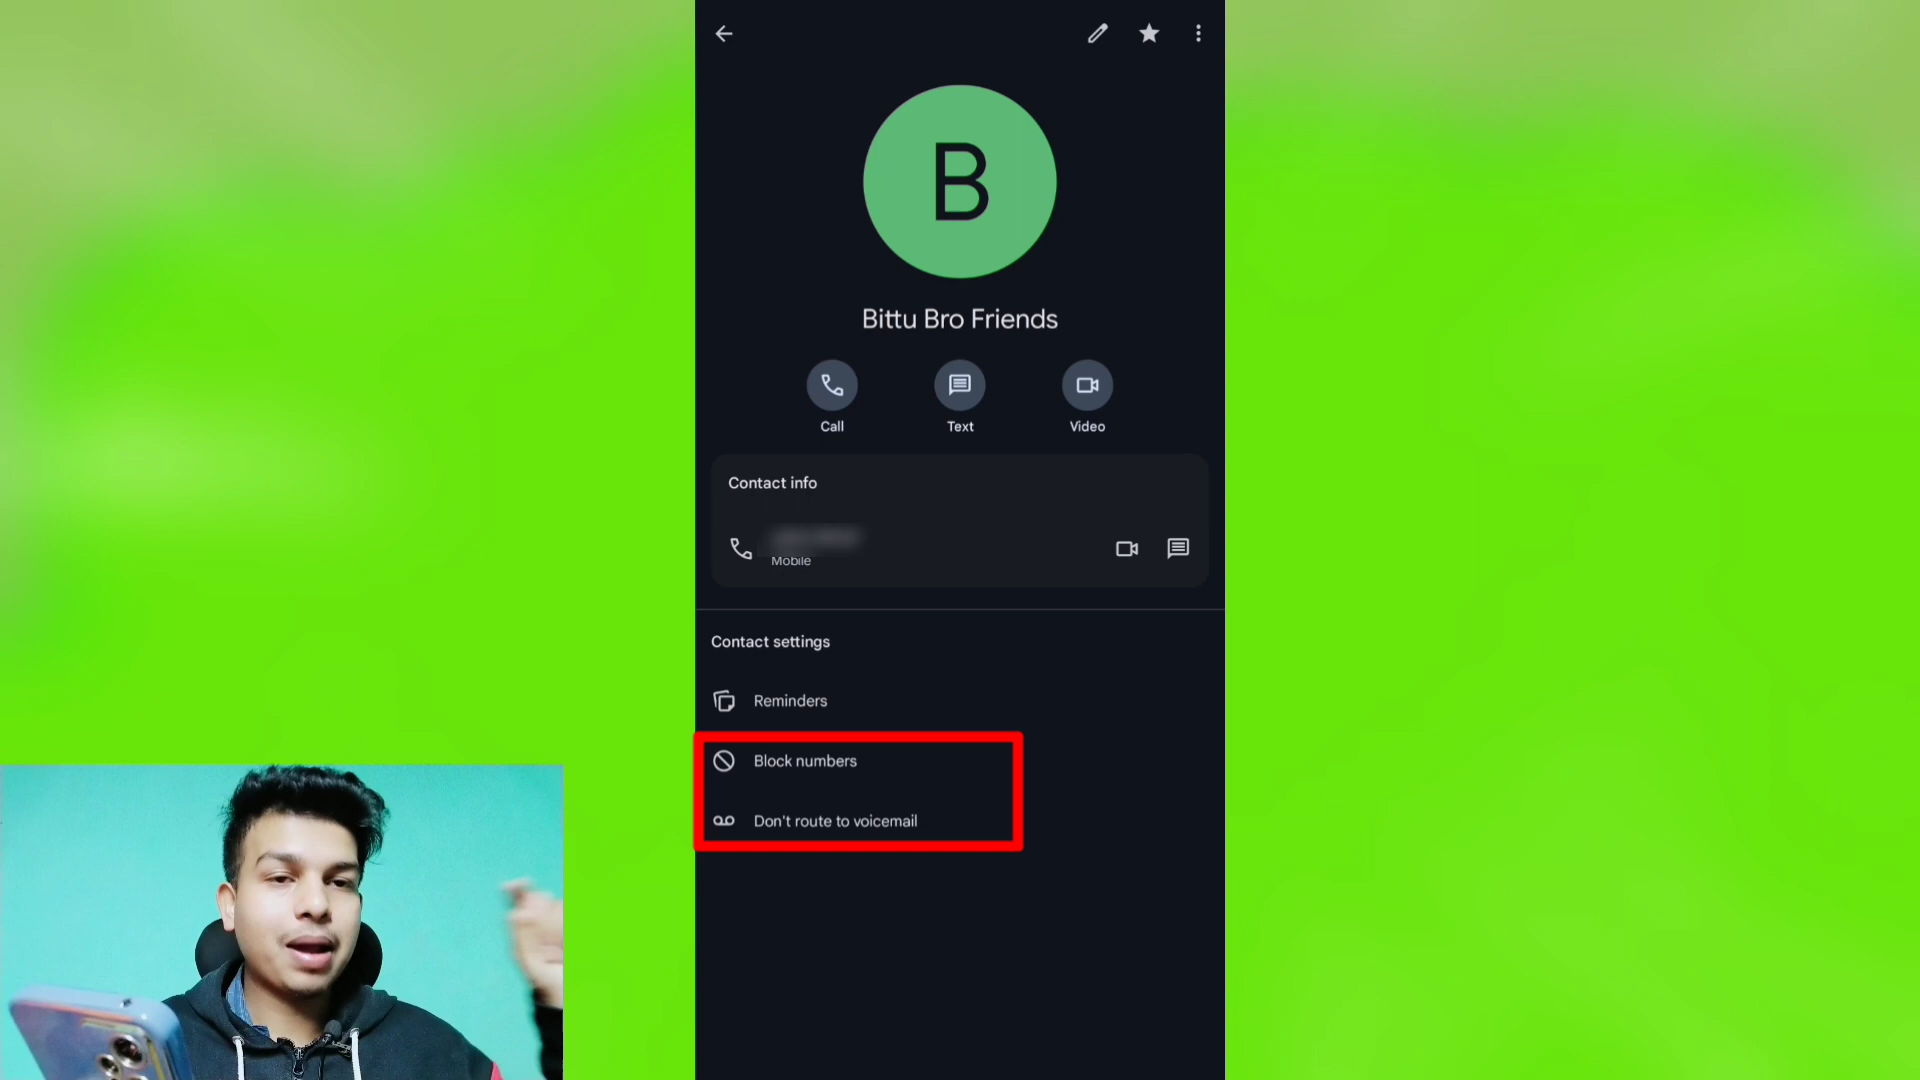 B
Bittu Bro Friends
Call Text Video
Contact info
Mobile
Contact settings
Reminders
Block numbers
Don't route to voicemail